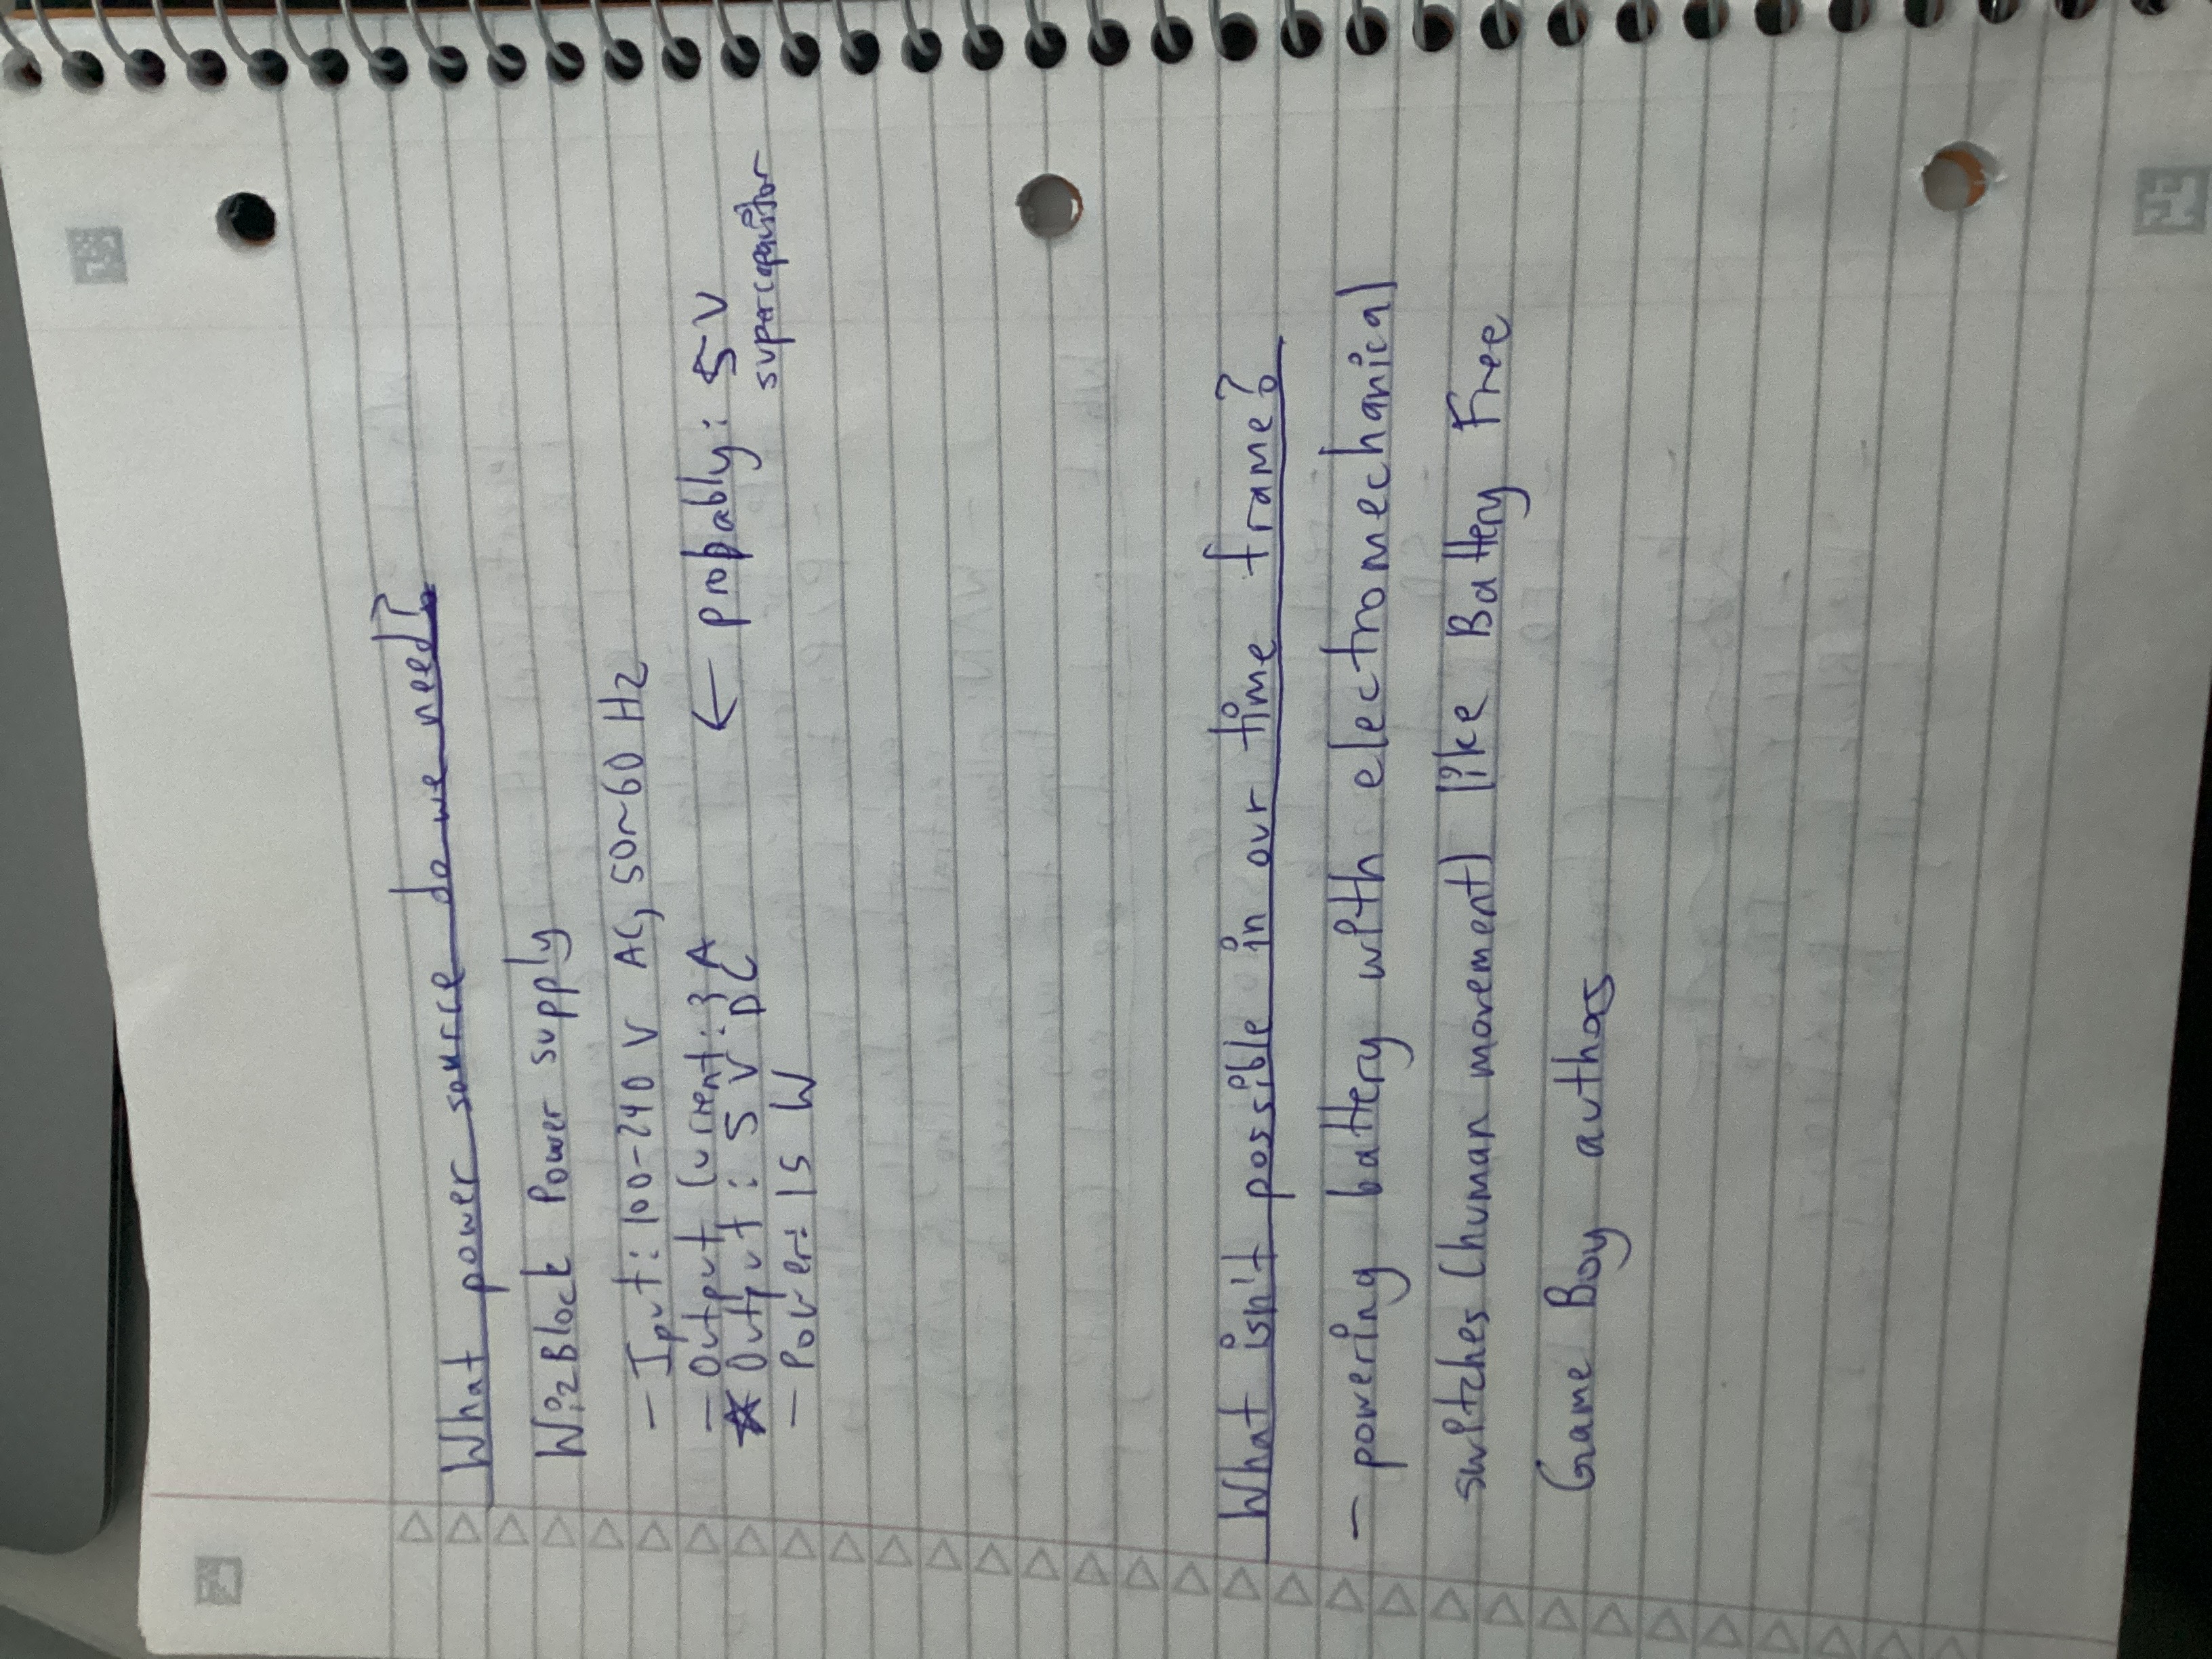 What power source do we need?
WizBlock Power supply
- Iput: 100-240 V AC, 50~60 Hz
- Output Current: 3 A
☆ Output: 5 V DC
← probably: 5 V
supercapacitor
- Power: 15 W
What isn't possible in our time frame?
- powering battery with electromechanical
switches (human movement) like Battery Free
Game Boy authors